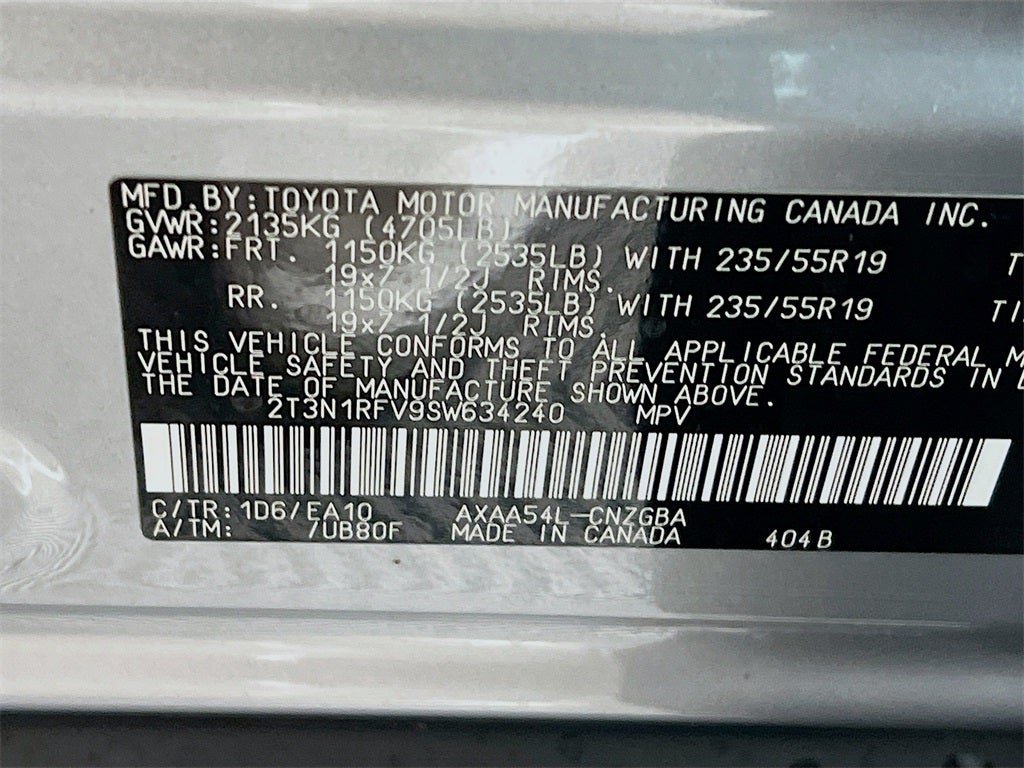 MFD.BY:TOYOTA MOTOR MANUFACTURING CANADA INC.
GVWR:2135KG (4705LB)
GAWR:FRT. 1150KG (2535LB) WITH 235/55R19
19x7 1/2J RIMS.
RR. 1150KG (2535LB) WITH 235/55R19
19x7 1/2J RIMS.
THIS VEHICLE CONFORMS TO ALL APPLICABLE FEDERAL
VEHICLE SAFETY AND THEFT PREVENTION STANDARDS IN
THE DATE OF MANUFACTURE SHOWN ABOVE.
2T3N1RFV9SW634240 MPV
C/TR:1D6/EA10 AXAA54L-CNZGBA
A/TM: 7UB80F MADE IN CANADA 404B